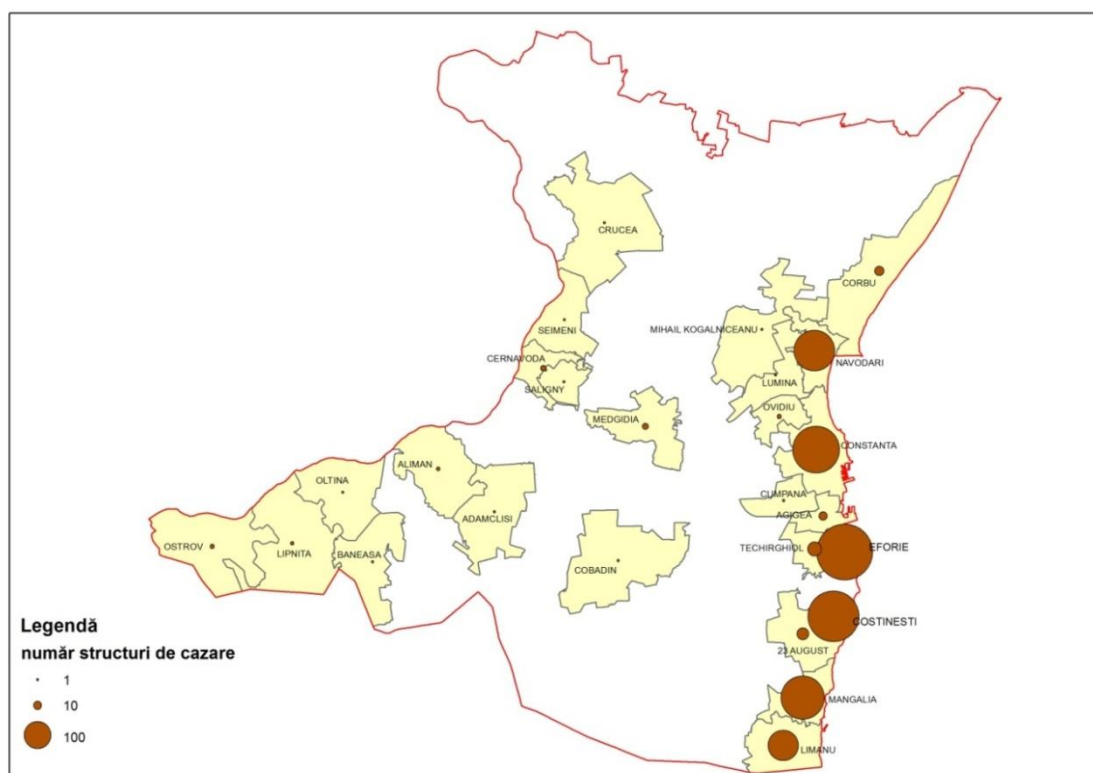 CRUCEA
CORBU
SEIMENI
MIHAIL KOGALNICEANU
CERNAVODA
NAVODARI
SALIGNY
LUMINA
OVIDIU
MEDGIDIA
CONSTANTA
ALIMAN
OLTINA
CUMPANA
ADAMCLISI
AGIGEA
OSTROV
LIPNITA
BANEASA
TECHIRGHIOL
EFORIE
COBADIN
COSTINESTI
23 AUGUST
MANGALIA
LIMANU
Legendă
număr structuri de cazare
1
10
100